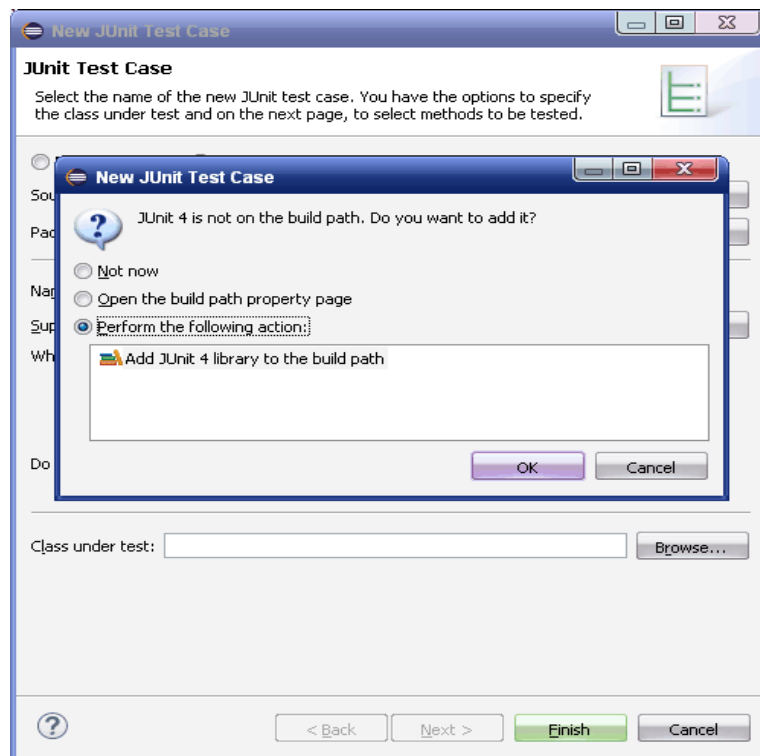 New JUnit Test Case
JUnit Test Case
Select the name of the new JUnit test case. You have the options to specify
the class under test and on the next page, to select methods to be tested.
New JUnit Test Case
JUnit 4 is not on the build path. Do you want to add it?
Not now
Open the build path property page
Perform the following action:
Add JUnit 4 library to the build path
OK Cancel
Do
Class under test: Browse...
< Back Next > Finish Cancel